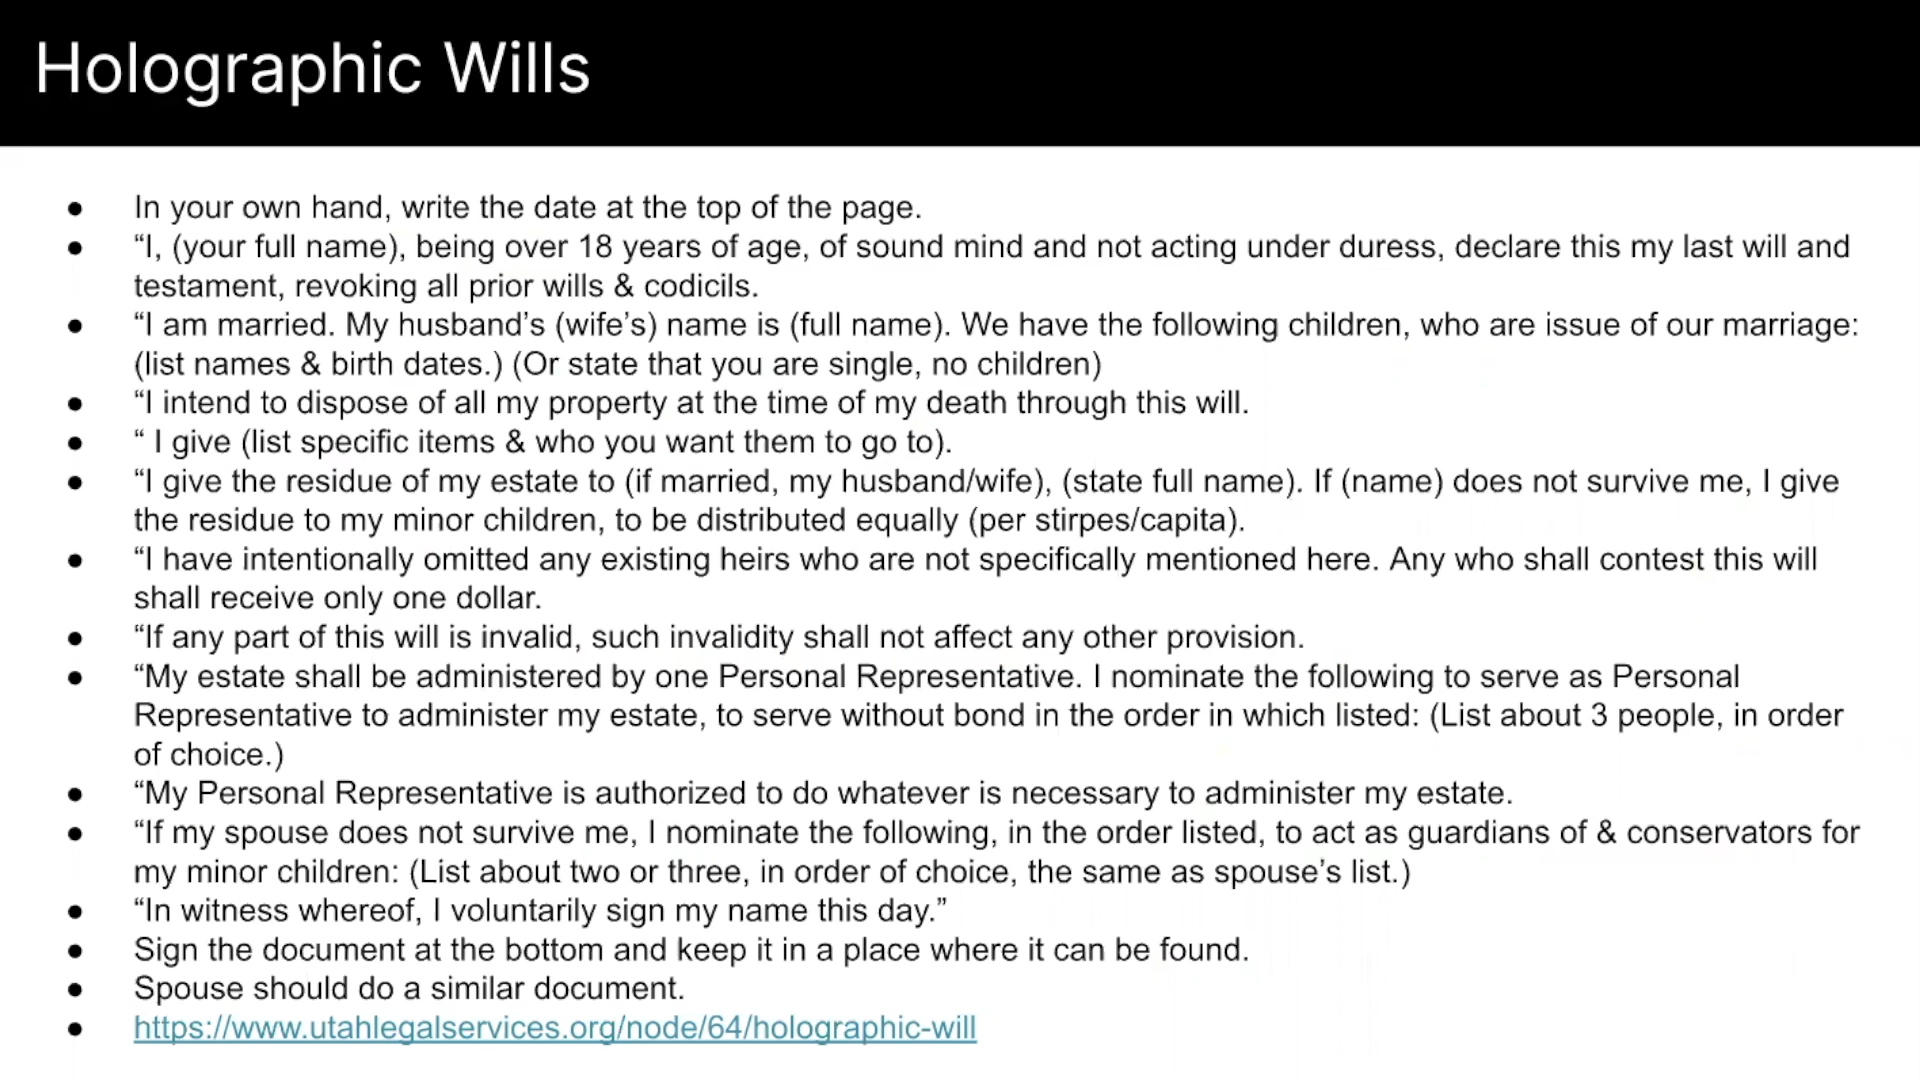 Holographic Wills
● In your own hand, write the date at the top of the page.
● “I, (your full name), being over 18 years of age, of sound mind and not acting under duress, declare this my last will and
testament, revoking all prior wills & codicils.
● “I am married. My husband’s (wife’s) name is (full name). We have the following children, who are issue of our marriage:
(list names & birth dates.) (Or state that you are single, no children)
● “I intend to dispose of all my property at the time of my death through this will.
● “ I give (list specific items & who you want them to go to).
● “I give the residue of my estate to (if married, my husband/wife), (state full name). If (name) does not survive me, I give
the residue to my minor children, to be distributed equally (per stirpes/capita).
● “I have intentionally omitted any existing heirs who are not specifically mentioned here. Any who shall contest this will
shall receive only one dollar.
● “If any part of this will is invalid, such invalidity shall not affect any other provision.
● “My estate shall be administered by one Personal Representative. I nominate the following to serve as Personal
Representative to administer my estate, to serve without bond in the order in which listed: (List about 3 people, in order
of choice.)
● “My Personal Representative is authorized to do whatever is necessary to administer my estate.
● “If my spouse does not survive me, I nominate the following, in the order listed, to act as guardians of & conservators for
my minor children: (List about two or three, in order of choice, the same as spouse’s list.)
● “In witness whereof, I voluntarily sign my name this day.”
● Sign the document at the bottom and keep it in a place where it can be found.
● Spouse should do a similar document.
● https://www.utahlegalservices.org/node/64/holographic-will